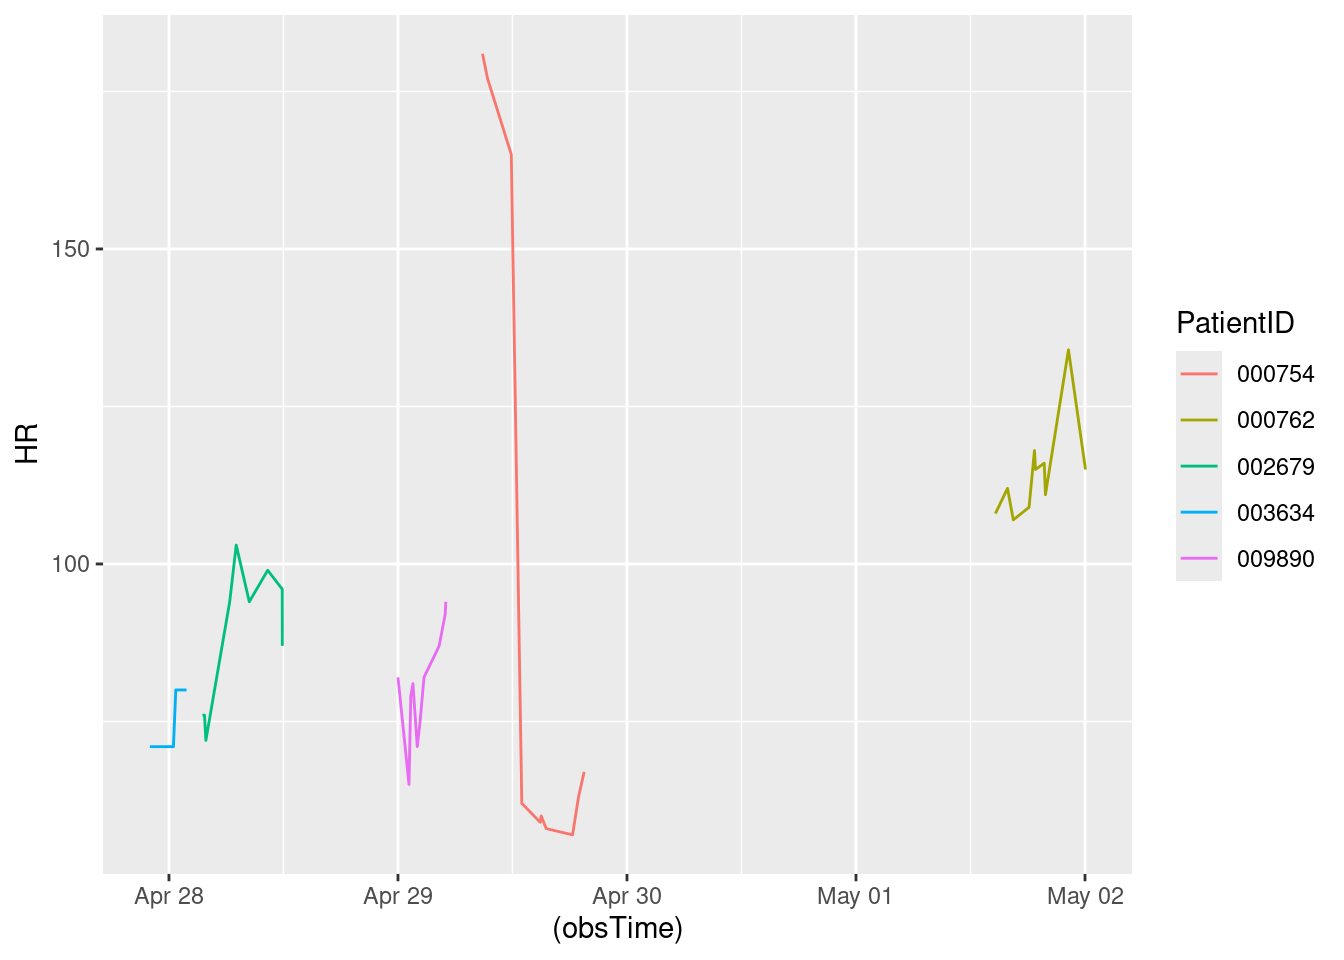 HR
150
100
Apr 28
Apr 29
Apr 30
May 01
May 02
(obsTime)
PatientID
000754
000762
002679
003634
009890